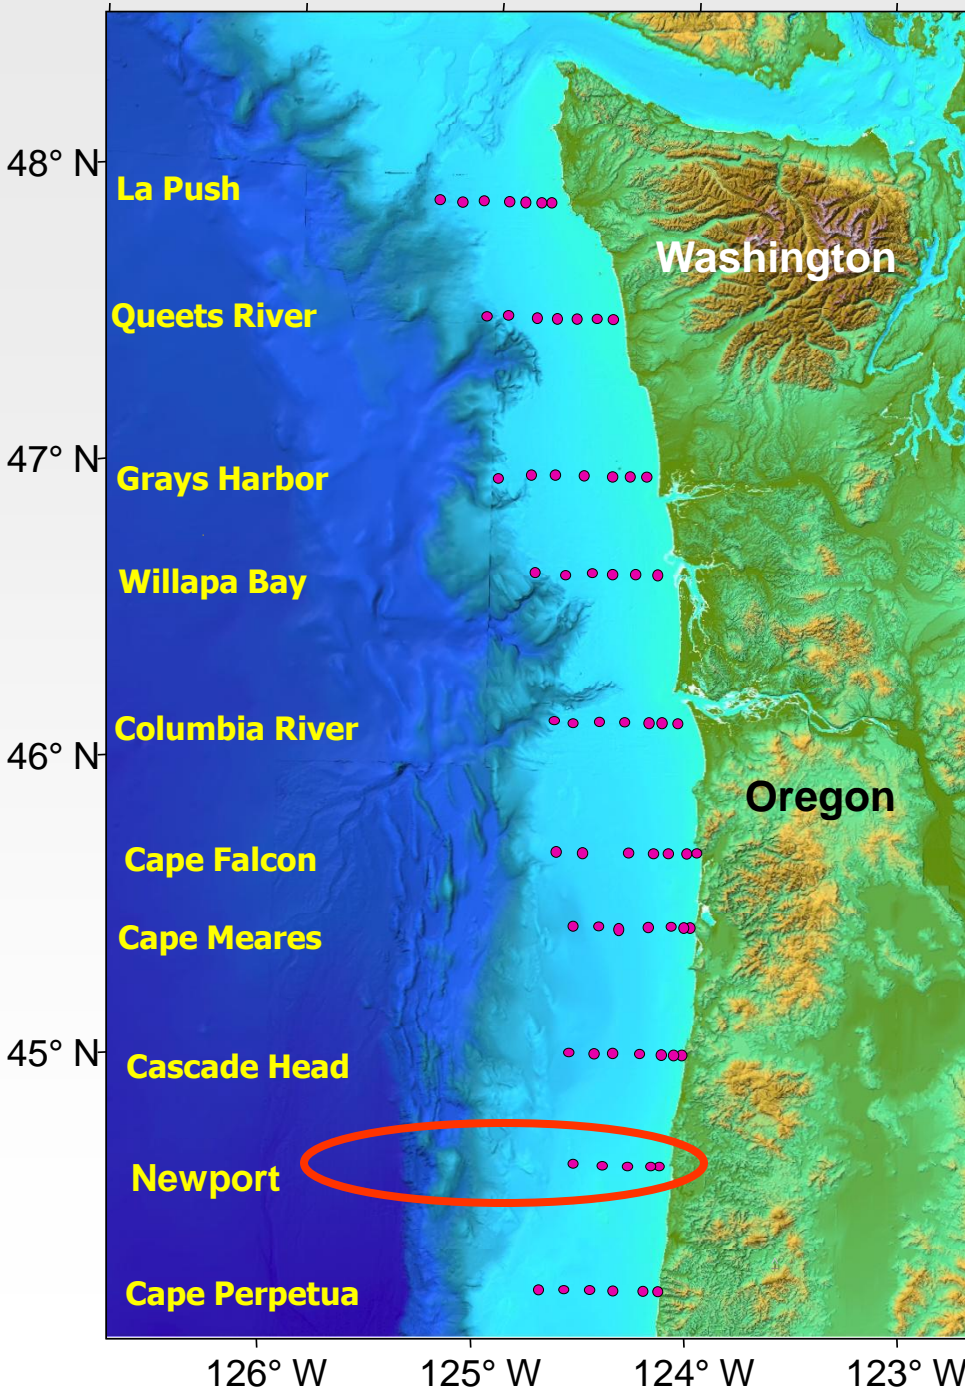 48° N
La Push
Washington
Queets River
47° N
Grays Harbor
Willapa Bay
Columbia River
46° N
Oregon
Cape Falcon
Cape Meares
45° N
Cascade Head
Newport
Cape Perpetua
126° W 125° W 124° W 123° W